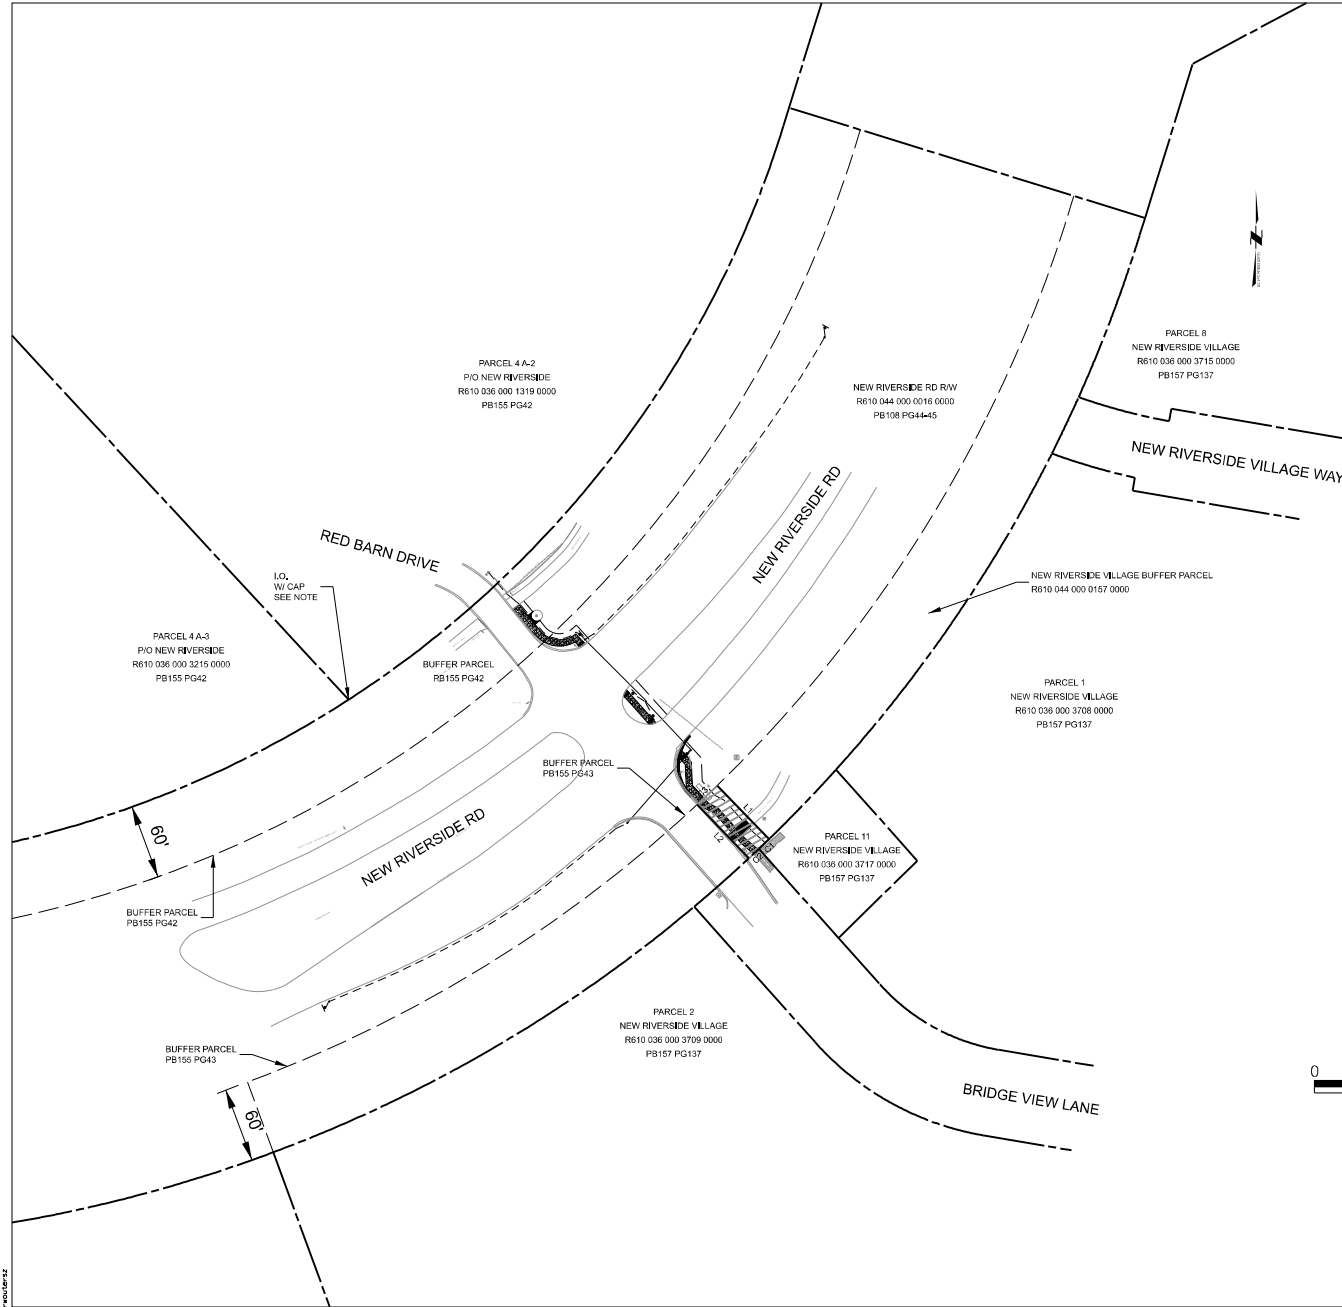 PARCEL 4 A-2
P/O NEW RIVERSIDE
R610 036 000 1319 0000
PB155 PG42
PARCEL 8
NEW RIVERSIDE VILLAGE
R610 036 000 3715 0000
PB157 PG137
NEW RIVERSIDE RD R/W
R610 044 000 0016 0000
PB108 PG44-45
NEW RIVERSIDE VILLAGE WAY
NEW RIVERSIDE RD
RED BARN DRIVE
I.O.
W/ CAP
SEE NOTE
NEW RIVERSIDE VILLAGE BUFFER PARCEL
R610 044 000 0157 0000
PARCEL 4 A-3
P/O NEW RIVERSIDE
R610 036 000 3215 0000
PB155 PG42
BUFFER PARCEL
PB155 PG42
PARCEL 1
NEW RIVERSIDE VILLAGE
R610 036 000 3708 0000
PB157 PG137
BUFFER PARCEL
PB155 PG43
L1
L2
C1
C2
60'
NEW RIVERSIDE RD
PARCEL 11
NEW RIVERSIDE VILLAGE
R610 036 000 3717 0000
PB157 PG137
BUFFER PARCEL
PB155 PG42
PARCEL 2
NEW RIVERSIDE VILLAGE
R610 036 000 3709 0000
PB157 PG137
BUFFER PARCEL
PB155 PG43
60'
BRIDGE VIEW LANE
0